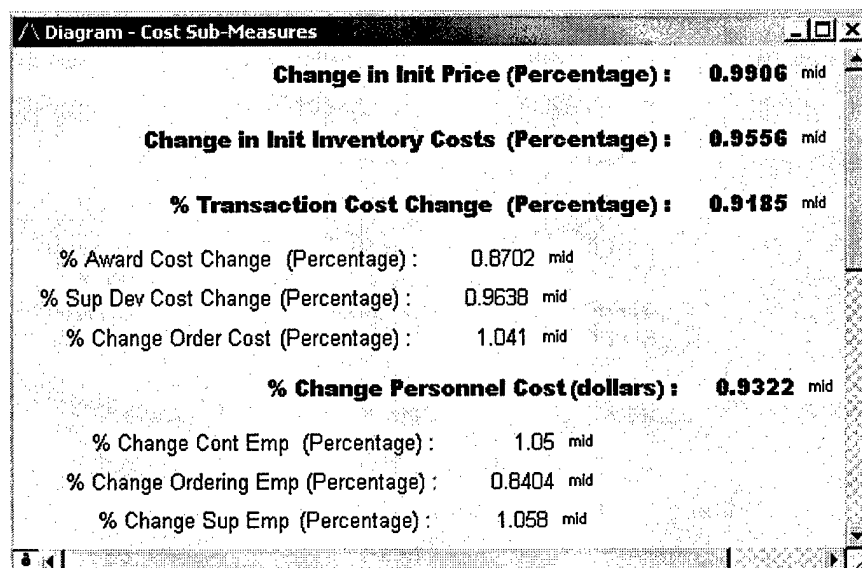 Diagram - Cost Sub-Measures
Change in Init Price (Percentage) : 0.9906 mid
Change in Init Inventory Costs (Percentage) : 0.9556 mid
% Transaction Cost Change (Percentage) : 0.9185 mid
% Award Cost Change (Percentage) : 0.8702 mid
% Sup Dev Cost Change (Percentage) : 0.9638 mid
% Change Order Cost (Percentage) : 1.041 mid
% Change Personnel Cost (dollars) : 0.9322 mid
% Change Cont Emp (Percentage) : 1.05 mid
% Change Ordering Emp (Percentage) : 0.8404 mid
% Change Sup Emp (Percentage) : 1.058 mid